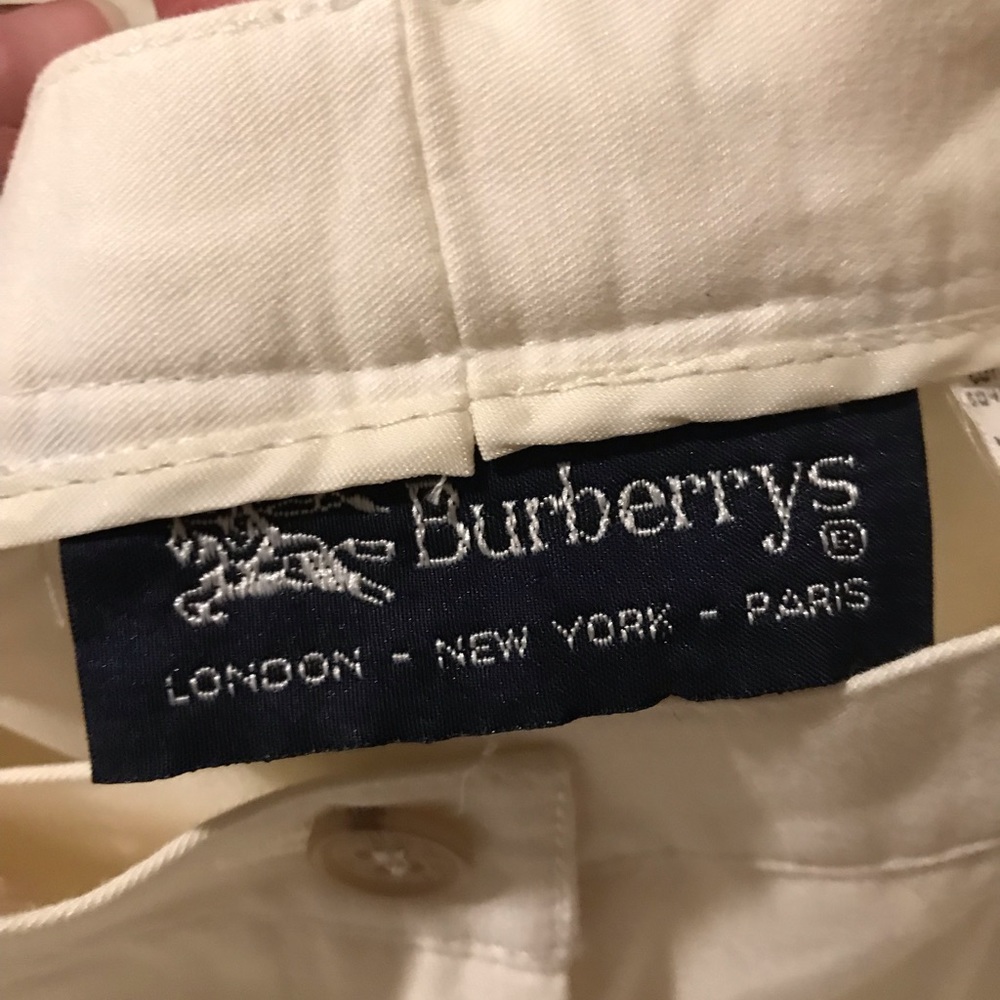 Burberrys®
LONDON - NEW YORK - PARIS